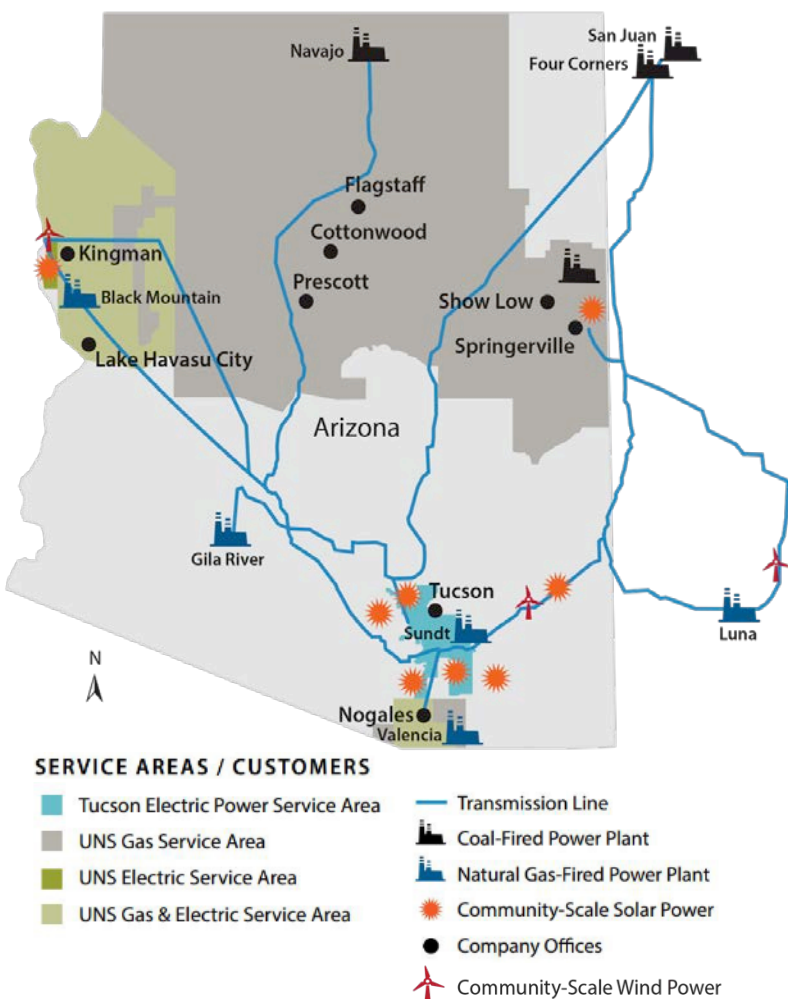 San Juan
Navajo
Four Corners
Flagstaff
Cottonwood
Kingman
Prescott
Black Mountain
Show Low
Springerville
Lake Havasu City
Arizona
Gila River
Tucson
Sundt
Luna
N
Nogales
Valencia
SERVICE AREAS / CUSTOMERS
Tucson Electric Power Service Area
UNS Gas Service Area
UNS Electric Service Area
UNS Gas & Electric Service Area
Transmission Line
Coal-Fired Power Plant
Natural Gas-Fired Power Plant
Community-Scale Solar Power
Company Offices
Community-Scale Wind Power